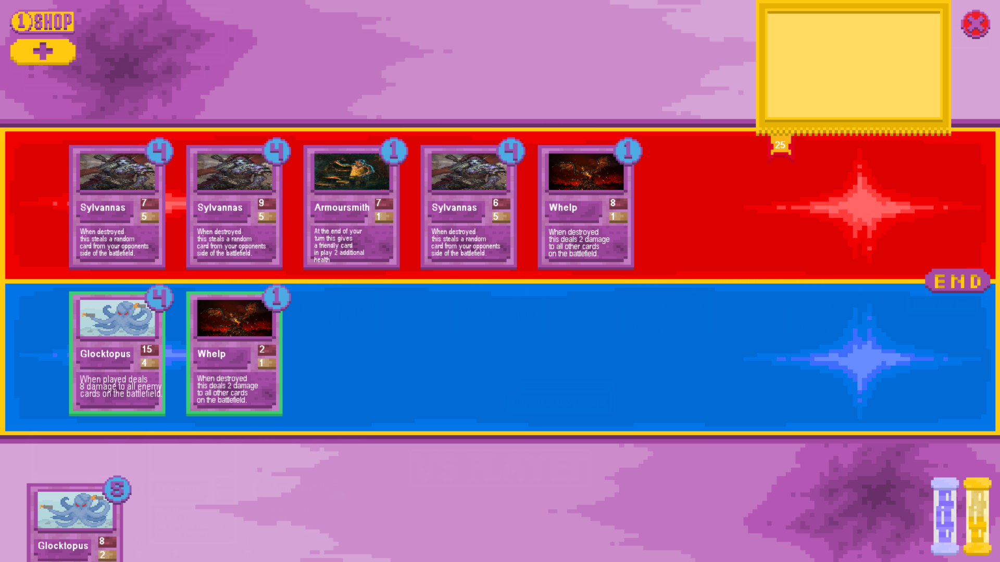 1 SHOP
+
25
4
Sylvannas
7
5
When destroyed
this steals a random
card from your opponents
side of the battlefield.
4
Sylvannas
9
5
When destroyed
this steals a random
card from your opponents
side of the battlefield.
1
Armoursmith
7
1
At the end of your
turn this gives
a friendly card
in play 2 additional
health
4
Sylvannas
6
5
When destroyed
this steals a random
card from your opponents
side of the battlefield.
1
Whelp
8
1
When destroyed
this deals 2 damage
to all other cards
on the battlefield.
END
4
Glocktopus
15
4
When played deals
8 damage to all enemy
cards on the battlefield.
1
Whelp
2
1
When destroyed
this deals 2 damage
to all other cards
on the battlefield.
8
Glocktopus
8
2